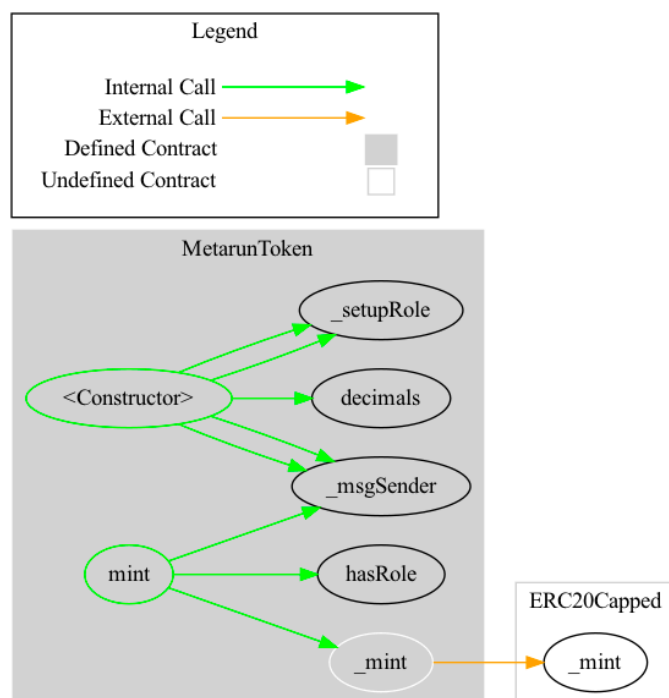 Legend
Internal Call
External Call
Defined Contract
Undefined Contract
MetarunToken
_setupRole
<Constructor>
decimals
_msgSender
mint
hasRole
ERC20Capped
_mint
_mint